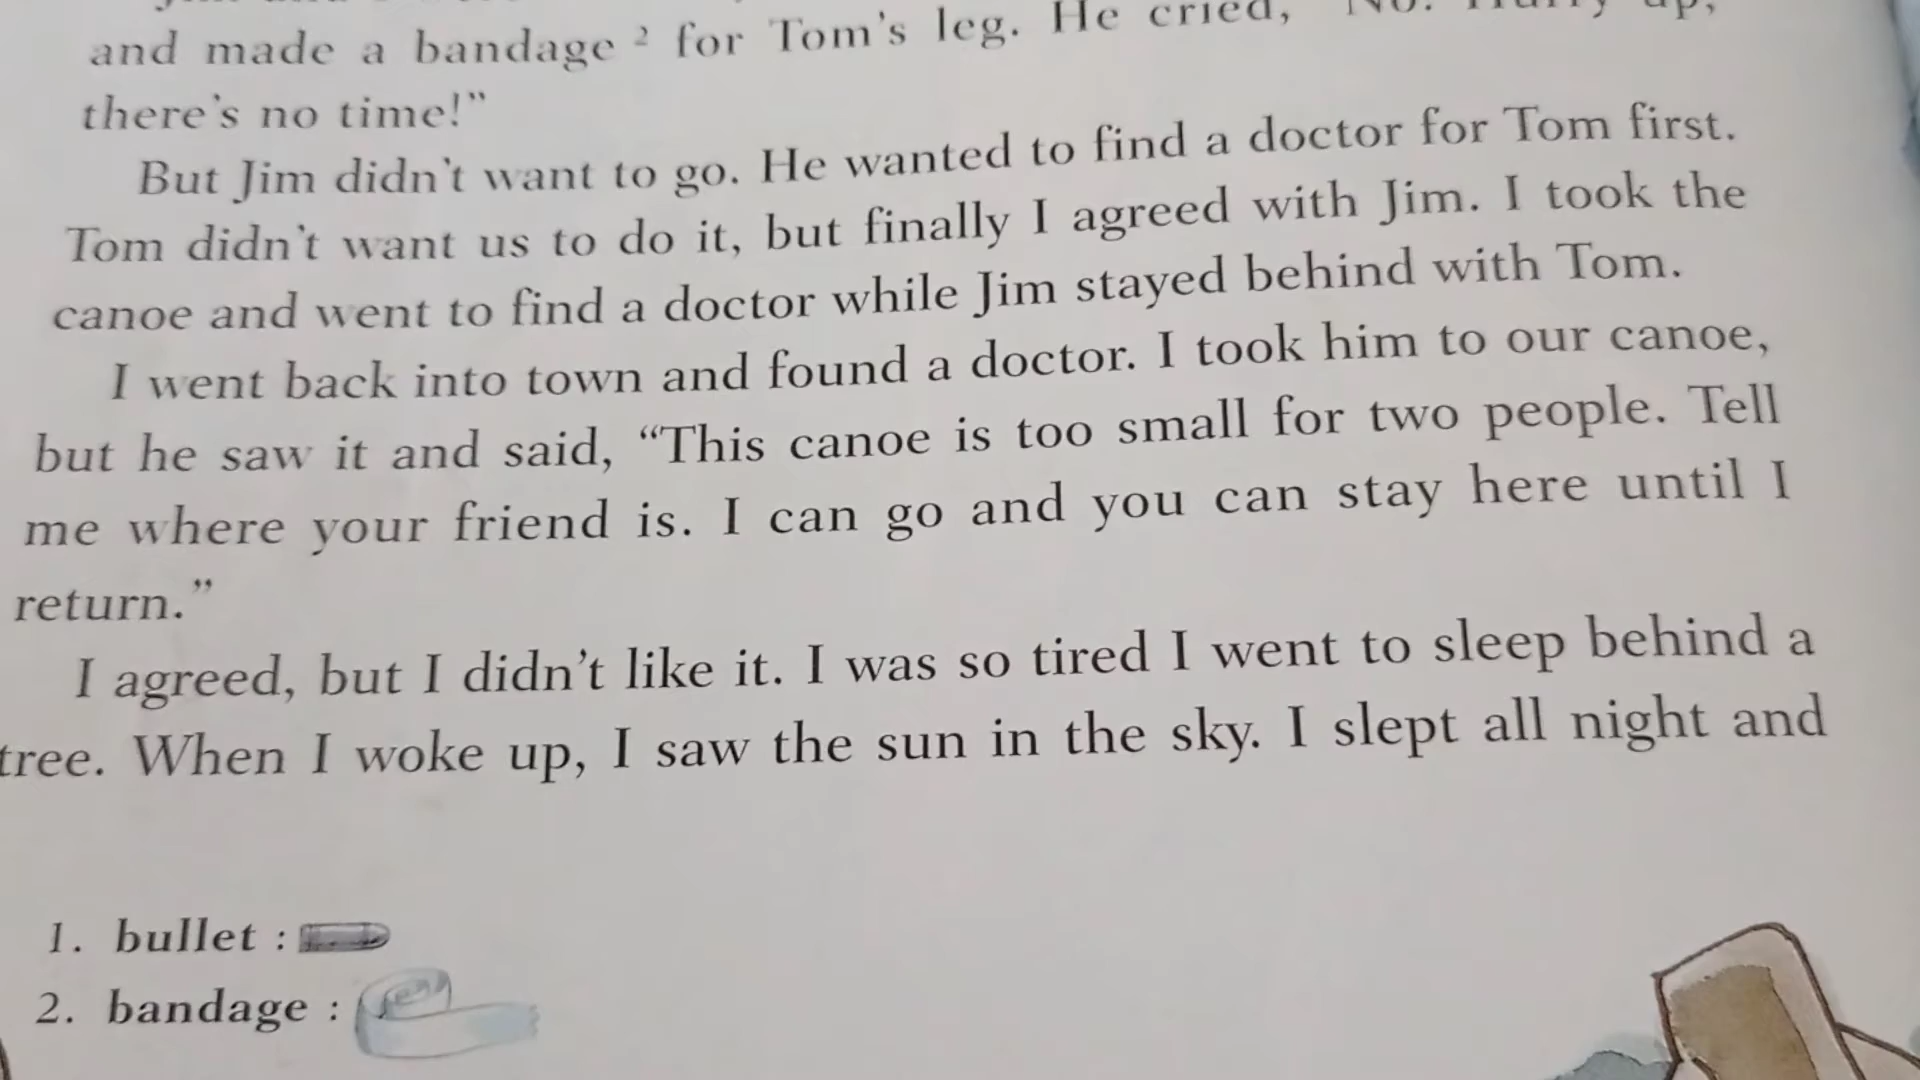 and made a bandage ² for Tom's leg. He cried,
there's no time!”
But Jim didn't want to go. He wanted to find a doctor for Tom first.
Tom didn't want us to do it, but finally I agreed with Jim. I took the
canoe and went to find a doctor while Jim stayed behind with Tom.
I went back into town and found a doctor. I took him to our canoe,
but he saw it and said, “This canoe is too small for two people. Tell
me where your friend is. I can go and you can stay here until I
return.”
I agreed, but I didn't like it. I was so tired I went to sleep behind a
tree. When I woke up, I saw the sun in the sky. I slept all night and
1. bullet :
2. bandage :